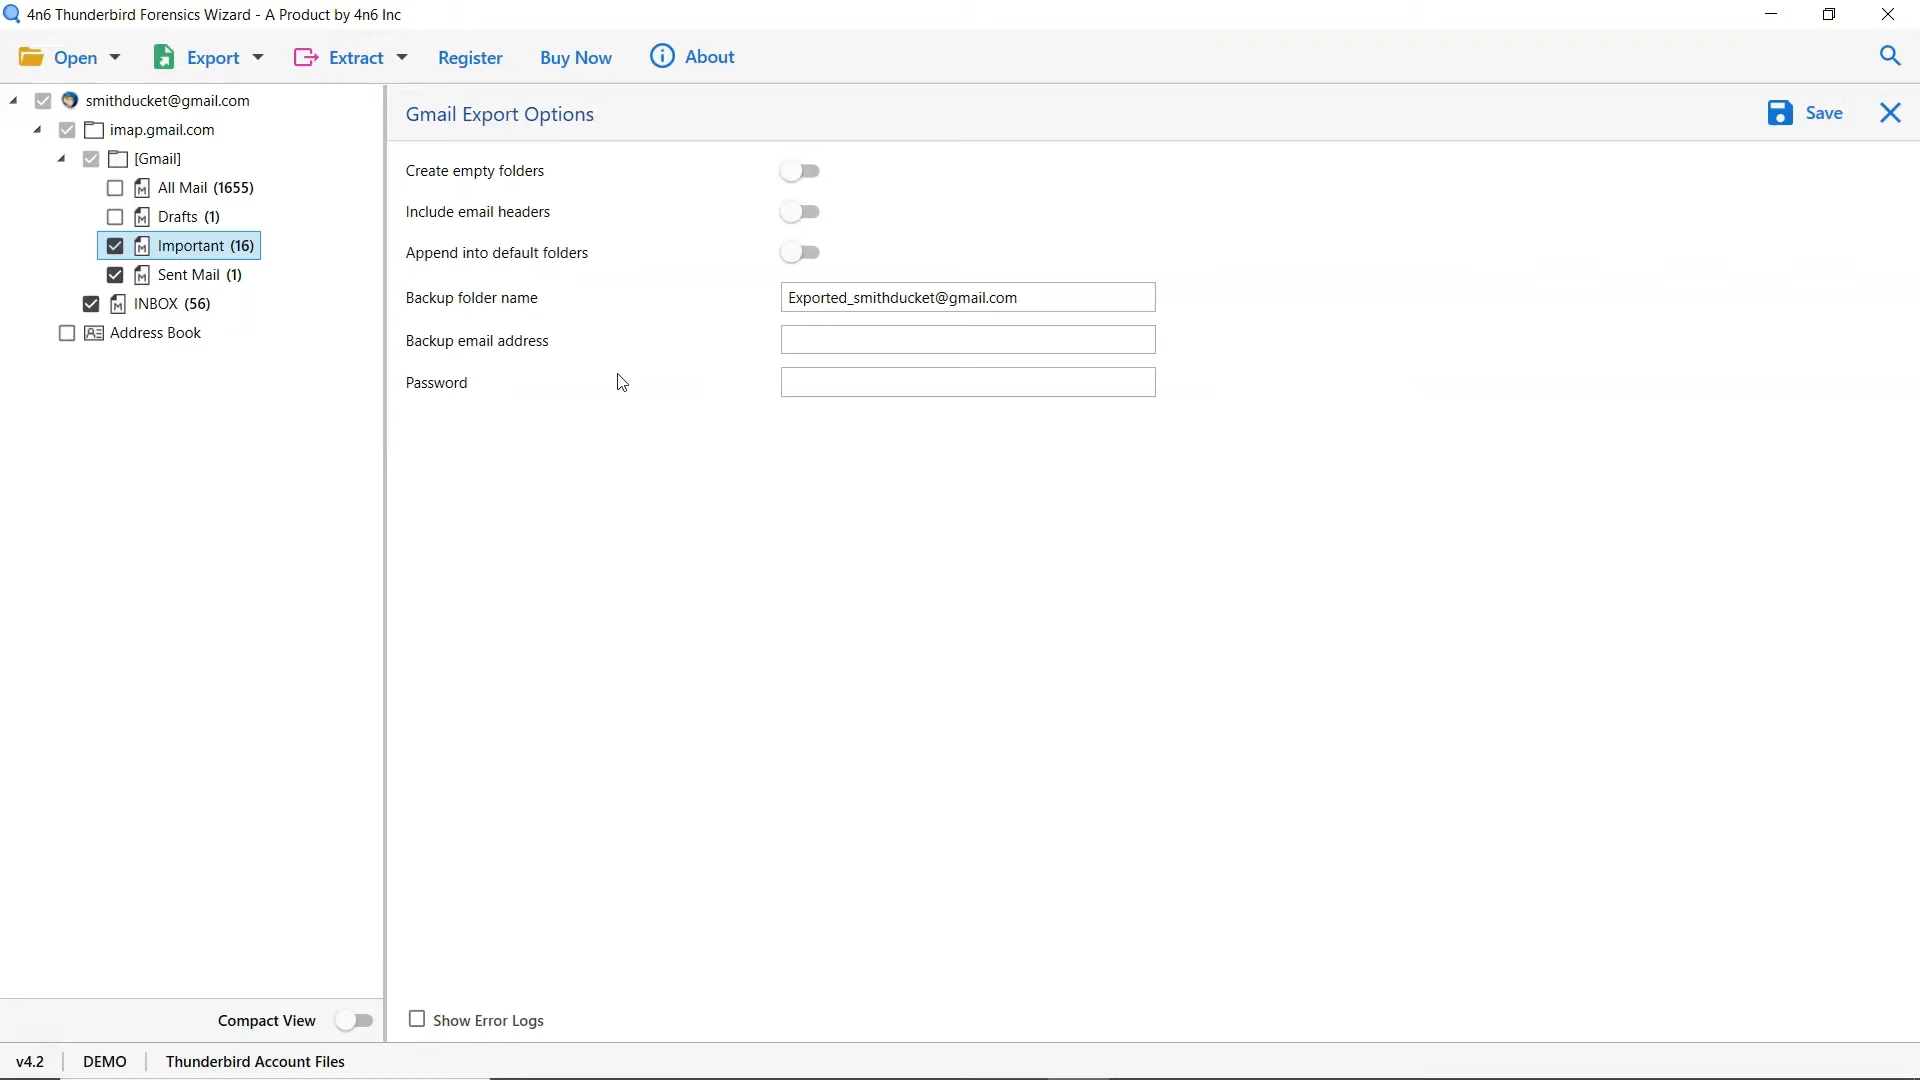 4n6 Thunderbird Forensics Wizard - A Product by 4n6 Inc
Open Export Extract Register Buy Now About
smithducket@gmail.com
imap.gmail.com
[Gmail]
All Mail (1655)
Drafts (1)
Important (16)
Sent Mail (1)
INBOX (56)
Address Book
Gmail Export Options Save
Create empty folders
Include email headers
Append into default folders
Backup folder name Exported_smithducket@gmail.com
Backup email address
Password
Compact View Show Error Logs
v4.2 DEMO Thunderbird Account Files